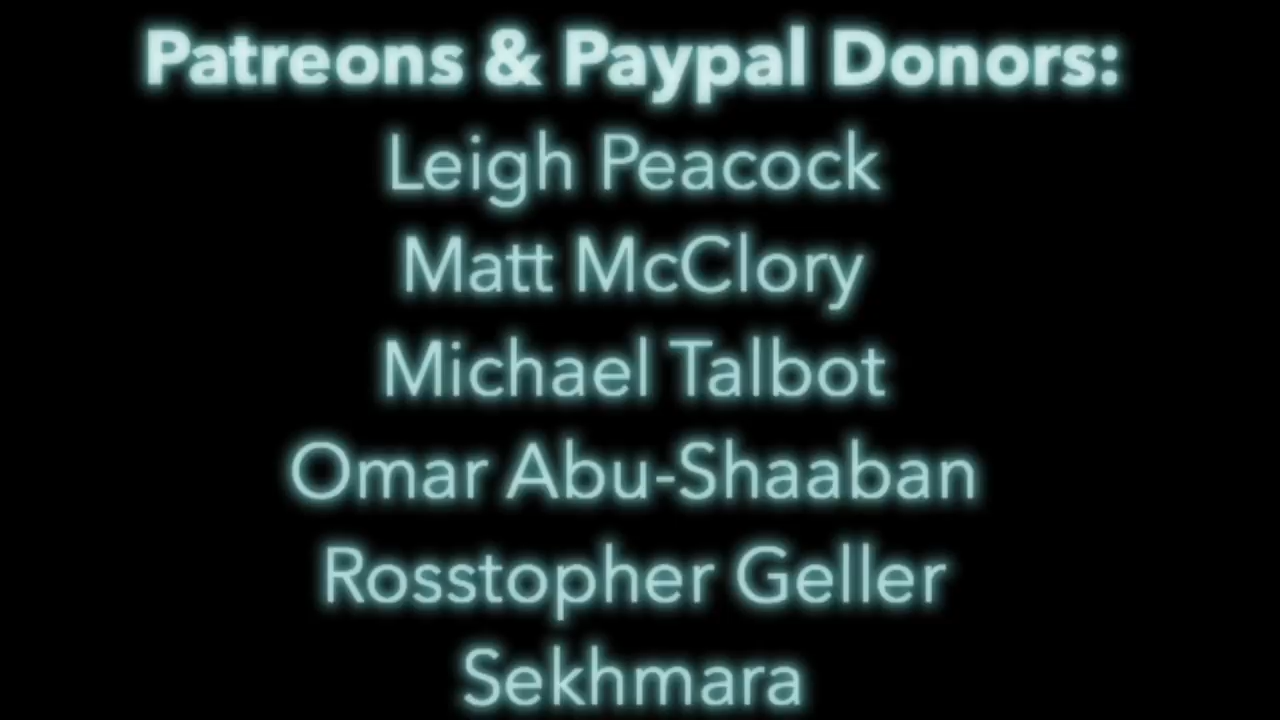 Patreons & Paypal Donors:
Leigh Peacock
Matt McClory
Michael Talbot
Omar Abu-Shaaban
Rosstopher Geller
Sekhmara